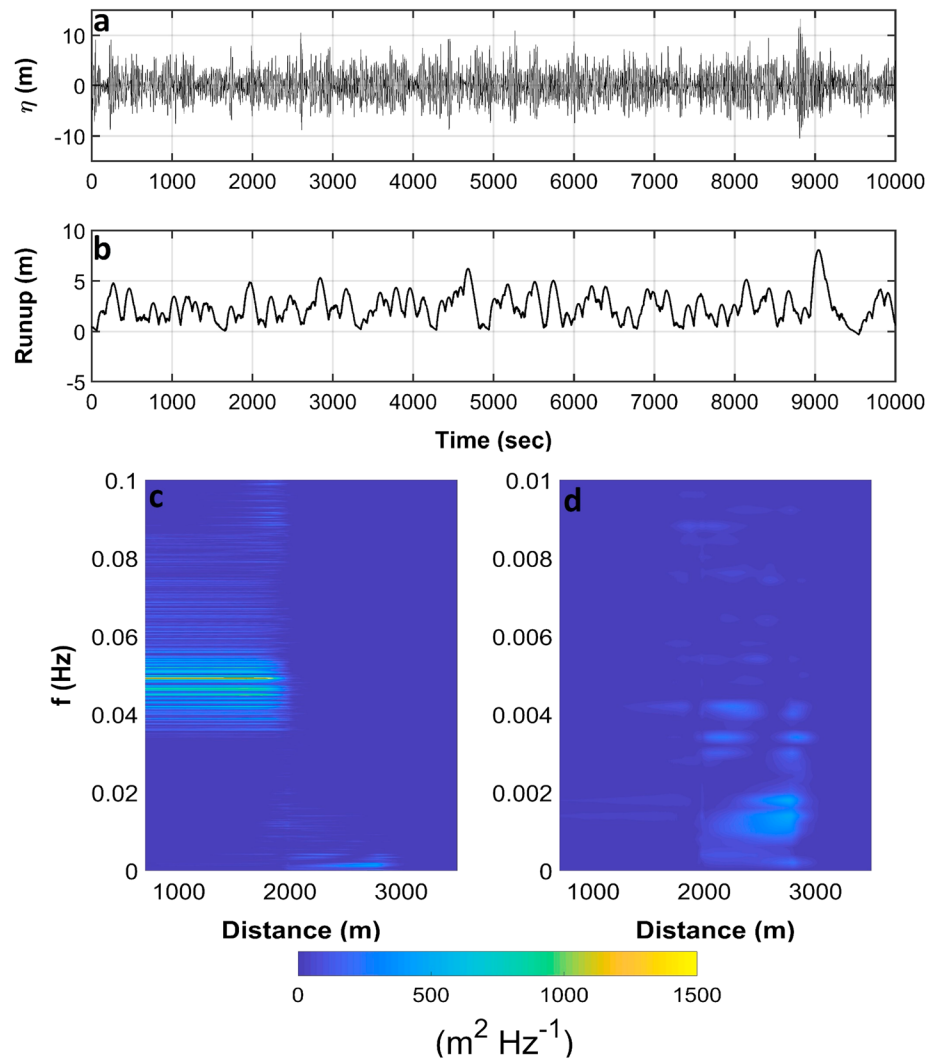 a
η (m)
10
0
-10
0 1000 2000 3000 4000 5000 6000 7000 8000 9000 10000
b
Runup (m)
10
5
0
-5
0 1000 2000 3000 4000 5000 6000 7000 8000 9000 10000
Time (sec)
c
f (Hz)
0.1
0.08
0.06
0.04
0.02
0
1000 2000 3000
Distance (m)
d
0.01
0.008
0.006
0.004
0.002
0
1000 2000 3000
Distance (m)
0 500 1000 1500
(m² Hz⁻¹)